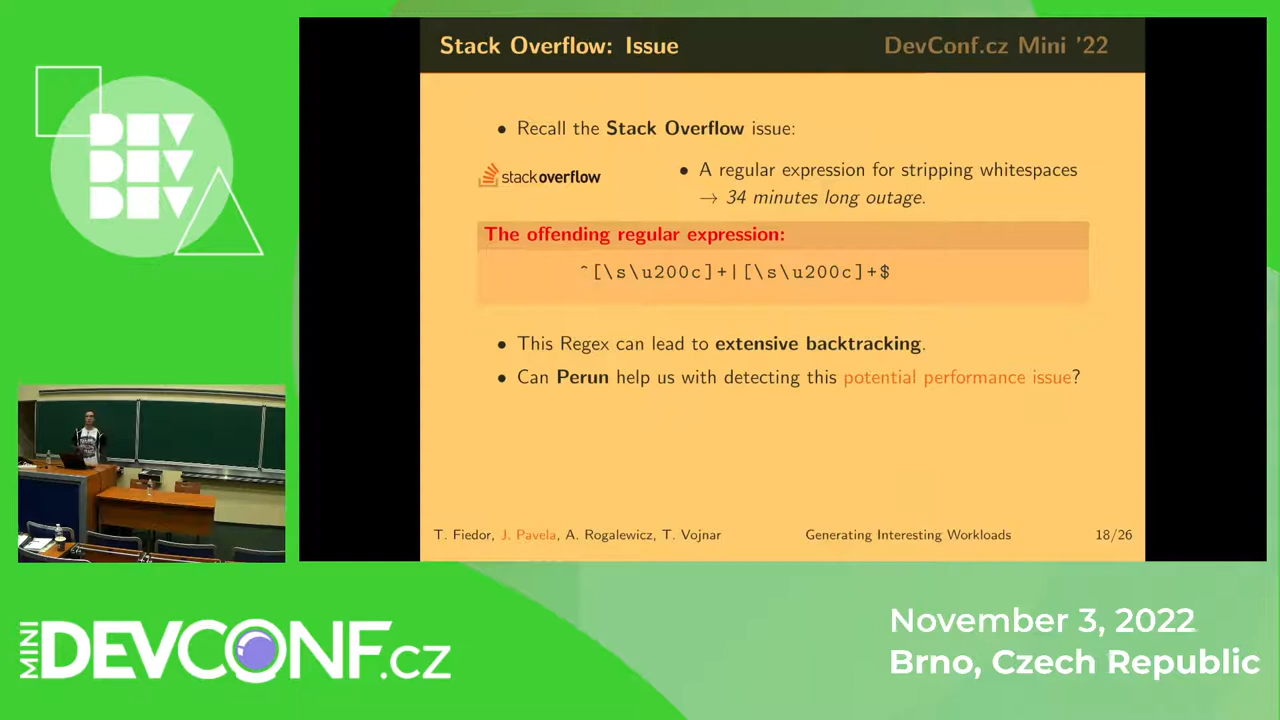 Stack Overflow: Issue
DevConf.cz Mini '22
DEV
DEV
DEV
• Recall the Stack Overflow issue:
stackoverflow
• A regular expression for stripping whitespaces
→ 34 minutes long outage.
The offending regular expression:
^[\s\u200c]+|[\s\u200c]+$
• This Regex can lead to extensive backtracking.
• Can Perun help us with detecting this potential performance issue?
T. Fiedor, J. Pavela, A. Rogalewicz, T. Vojnar
Generating Interesting Workloads
18/26
MINI
DEVCONF.cz
November 3, 2022
Brno, Czech Republic